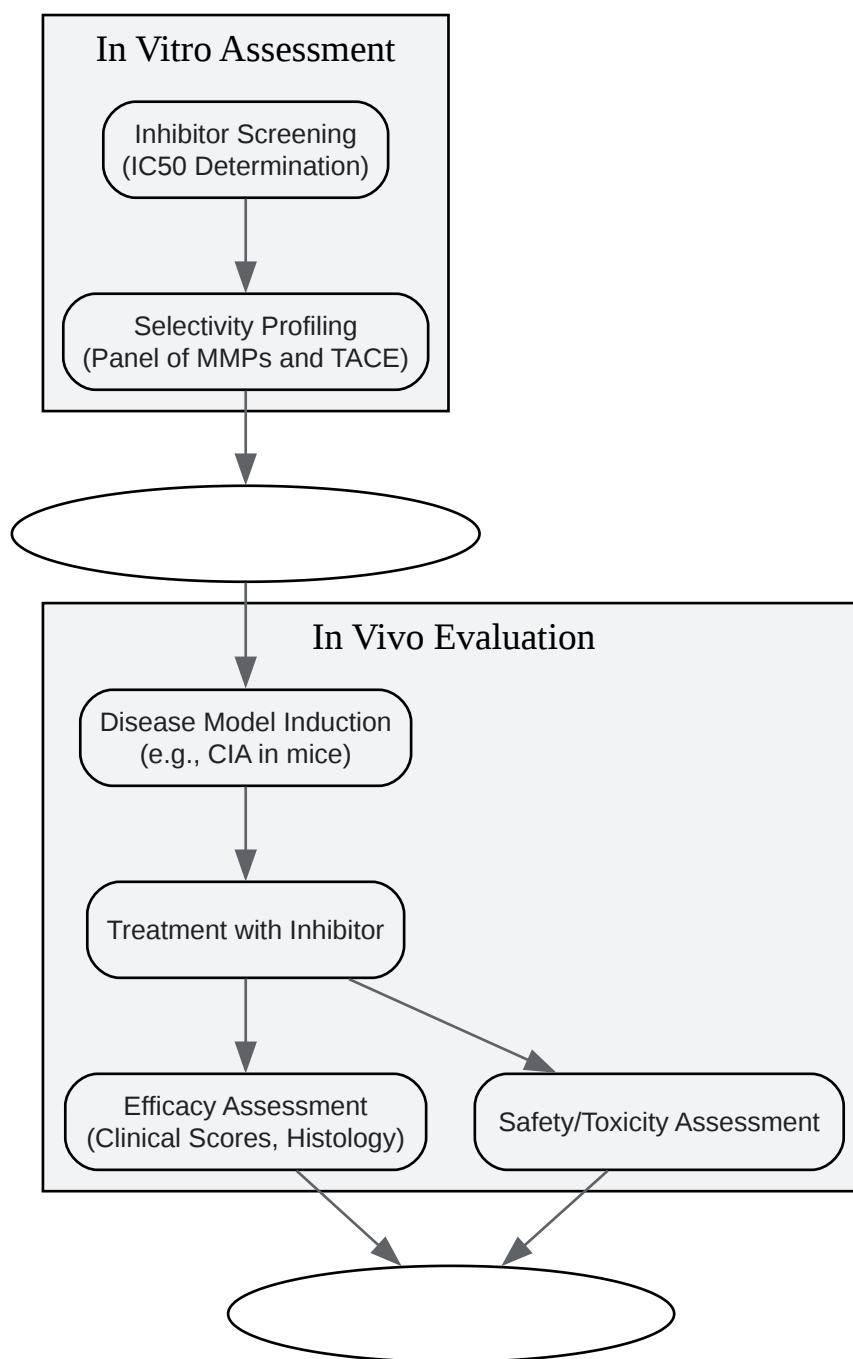 In Vitro Assessment
Inhibitor Screening
(IC50 Determination)
Selectivity Profiling
(Panel of MMPs and TACE)
In Vivo Evaluation
Disease Model Induction
(e.g., CIA in mice)
Treatment with Inhibitor
Efficacy Assessment
(Clinical Scores, Histology)
Safety/Toxicity Assessment